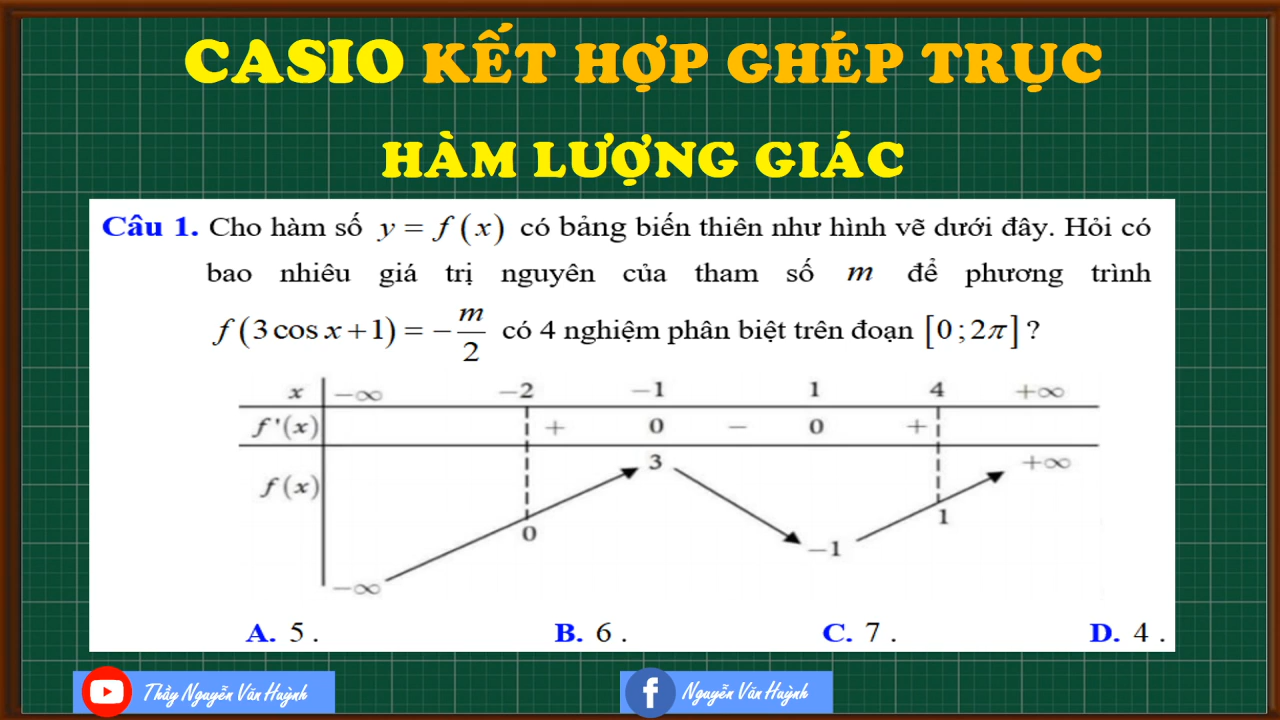 CASIO KẾT HỢP GHÉP TRỤC
HÀM LƯỢNG GIÁC
Câu 1. Cho hàm số y = f(x) có bảng biến thiên như hình vẽ dưới đây. Hỏi có
bao nhiêu giá trị nguyên của tham số m để phương trình
f(3cosx+1) = −m/2 có 4 nghiệm phân biệt trên đoạn [0;2π]?
x −∞ −2 −1 1 4 +∞
f'(x) + 0 − 0 +
f(x) −∞ 0 3 −1 1 +∞
A. 5 . B. 6 . C. 7 . D. 4 .
Thầy Nguyễn Văn Huỳnh
f Nguyễn Văn Huỳnh